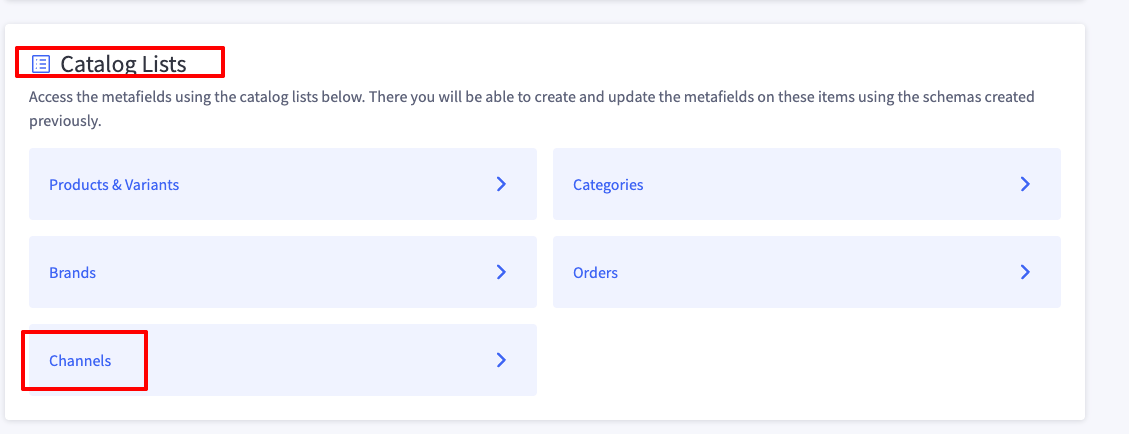 Catalog Lists
Access the metafields using the catalog lists below. There you will be able to create and update the metafields on these items using the schemas created
previously.
Products & Variants
Categories
Brands
Orders
Channels